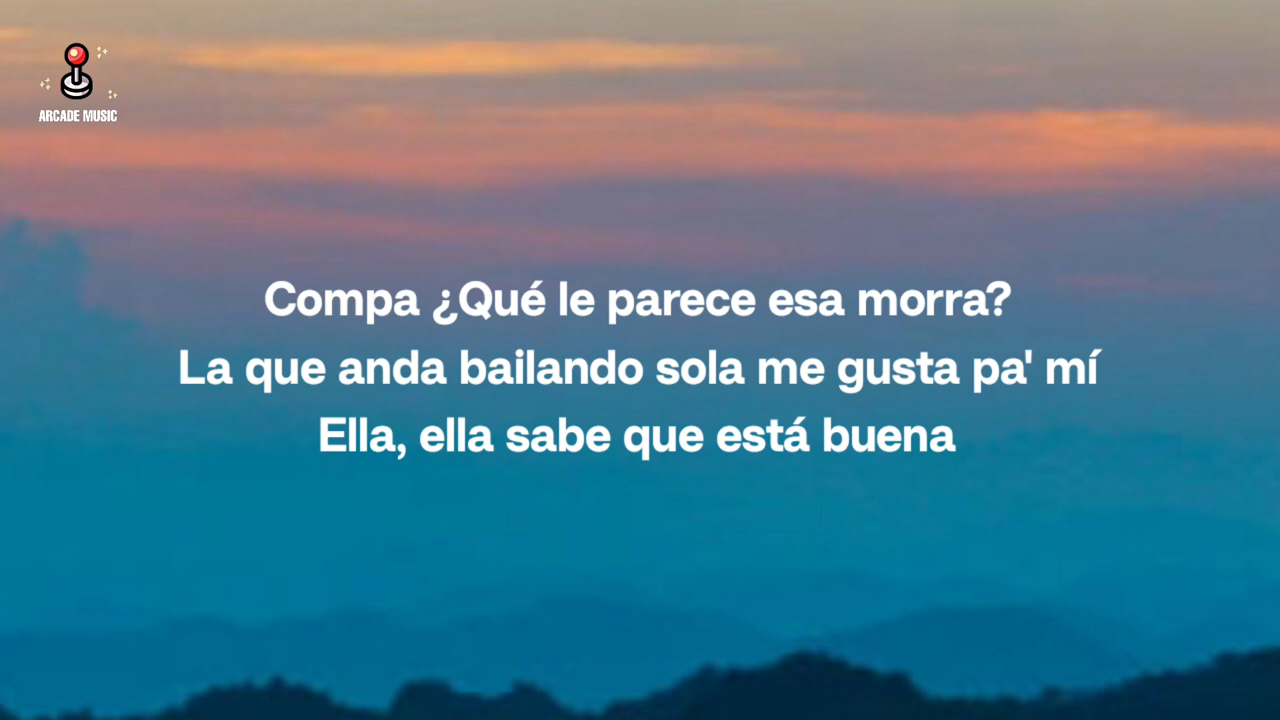 ARCADE MUSIC
Compa ¿Qué le parece esa morra?
La que anda bailando sola me gusta pa' mí
Ella, ella sabe que está buena